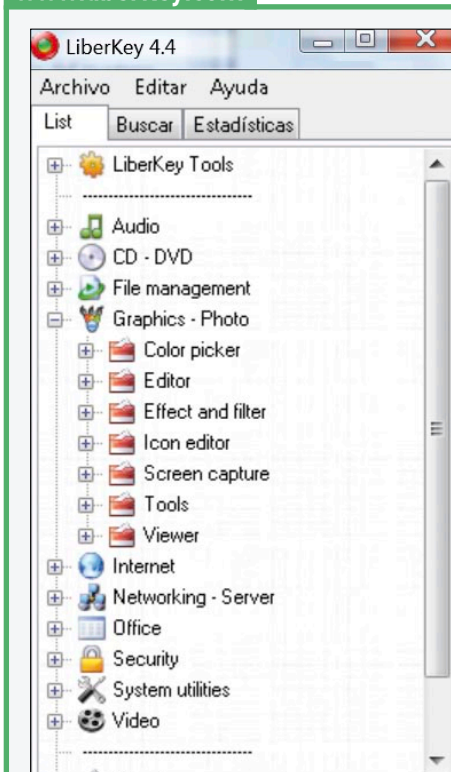 LiberKey 4.4
Archivo Editar Ayuda
List Buscar Estadísticas
LiberKey Tools
Audio
CD - DVD
File management
Graphics - Photo
Color picker
Editor
Effect and filter
Icon editor
Screen capture
Tools
Viewer
Internet
Networking - Server
Office
Security
System utilities
Video